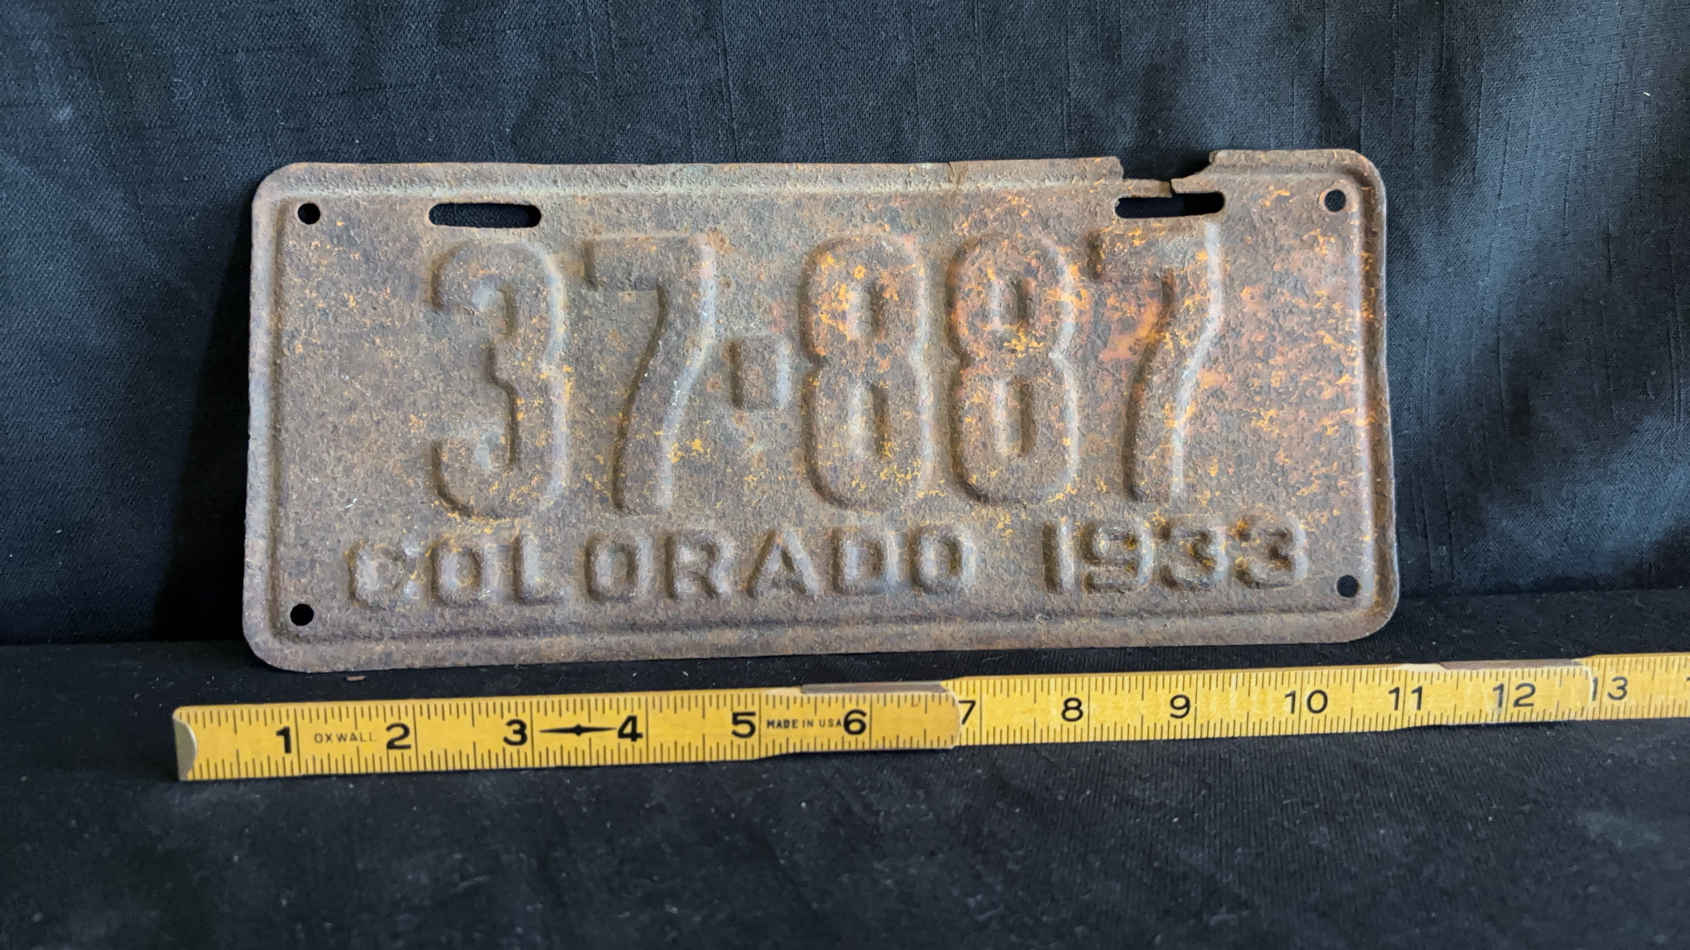 37-887
COLORADO 1933
1 OXWALL 2 3 4 5 MADE IN USA 6 7 8 9 10 11 12 13